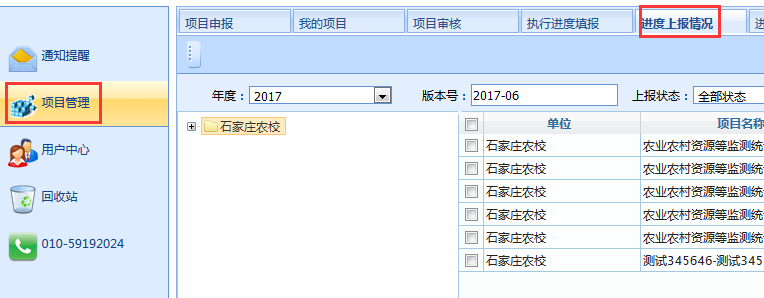 项目申报 我的项目 项目审核 执行进度填报 进度上报情况
通知提醒
项目管理
用户中心
回收站
010-59192024
年度： 2017 版本号： 2017-06 上报状态： 全部状态
石家庄农校
单位 项目名称
石家庄农校 农业农村资源等监测统
石家庄农校 农业农村资源等监测统
石家庄农校 农业农村资源等监测统
石家庄农校 农业农村资源等监测统
石家庄农校 农业农村资源等监测统
石家庄农校 测试345646-测试345